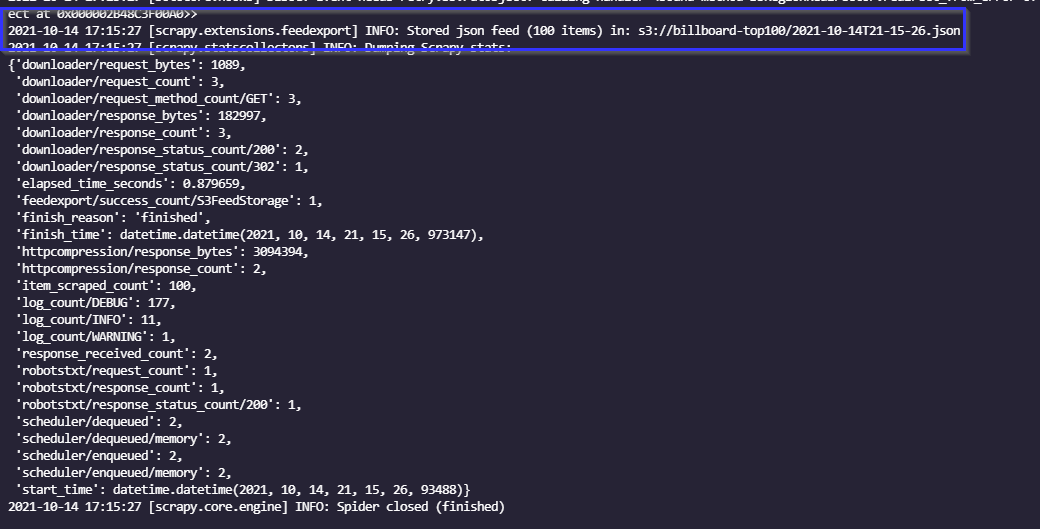 ect at 0x000002B48C3F00A0>>
2021-10-14 17:15:27 [scrapy.extensions.feedexport] INFO: Stored json feed (100 items) in: s3://billboard-top100/2021-10-14T21-15-26.json
2021-10-14 17:15:27 [scrapy.statscollectors] INFO: Dumping Scrapy stats:
{'downloader/request_bytes': 1089,
 'downloader/request_count': 3,
 'downloader/request_method_count/GET': 3,
 'downloader/response_bytes': 182997,
 'downloader/response_count': 3,
 'downloader/response_status_count/200': 2,
 'downloader/response_status_count/302': 1,
 'elapsed_time_seconds': 0.879659,
 'feedexport/success_count/S3FeedStorage': 1,
 'finish_reason': 'finished',
 'finish_time': datetime.datetime(2021, 10, 14, 21, 15, 26, 973147),
 'httpcompression/response_bytes': 3094394,
 'httpcompression/response_count': 2,
 'item_scraped_count': 100,
 'log_count/DEBUG': 177,
 'log_count/INFO': 11,
 'log_count/WARNING': 1,
 'response_received_count': 2,
 'robotstxt/request_count': 1,
 'robotstxt/response_count': 1,
 'robotstxt/response_status_count/200': 1,
 'scheduler/dequeued': 2,
 'scheduler/dequeued/memory': 2,
 'scheduler/enqueued': 2,
 'scheduler/enqueued/memory': 2,
 'start_time': datetime.datetime(2021, 10, 14, 21, 15, 26, 93488)}
2021-10-14 17:15:27 [scrapy.core.engine] INFO: Spider closed (finished)